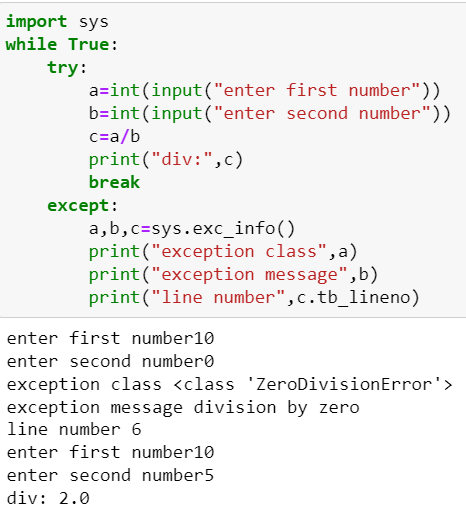 import sys
while True:
    try:
        a=int(input("enter first number"))
        b=int(input("enter second number"))
        c=a/b
        print("div:",c)
        break
    except:
        a,b,c=sys.exc_info()
        print("exception class",a)
        print("exception message",b)
        print("line number",c.tb_lineno)
enter first number10
enter second number0
exception class <class 'ZeroDivisionError'>
exception message division by zero
line number 6
enter first number10
enter second number5
div: 2.0